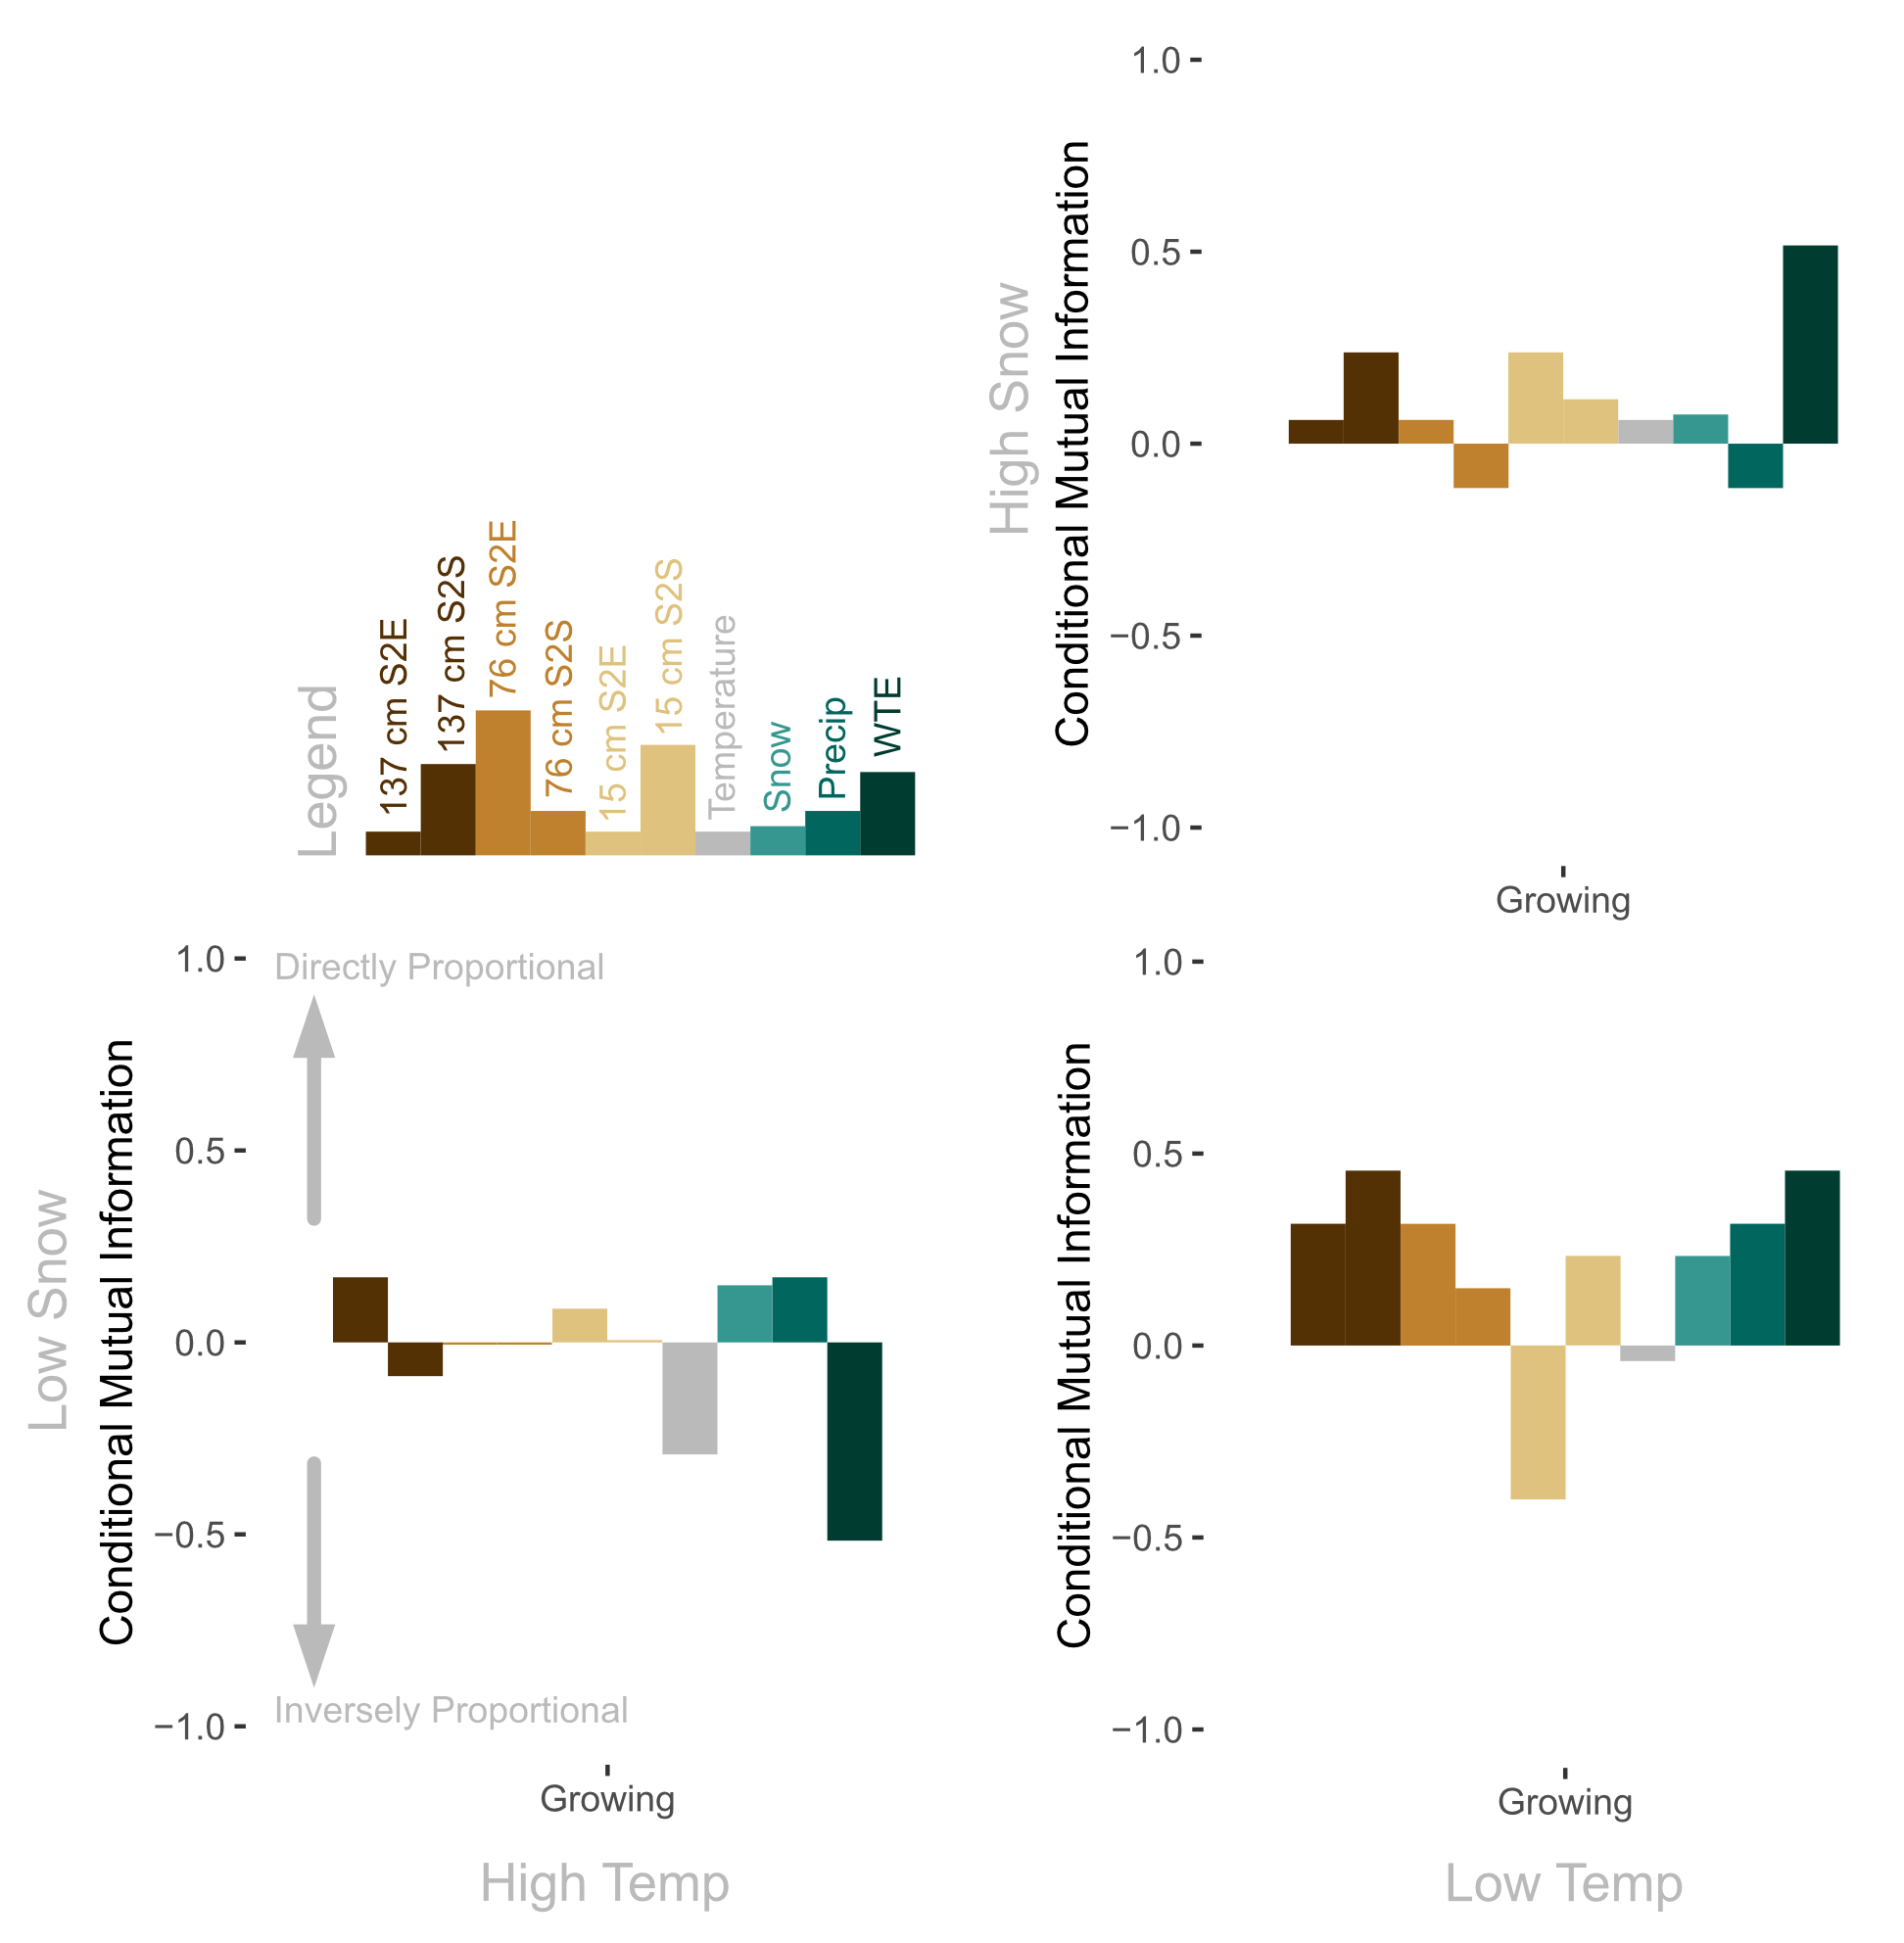 Legend
137 cm S2E
137 cm S2S
76 cm S2E
76 cm S2S
15 cm S2E
15 cm S2S
Temperature
Snow
Precip
WTE
High Snow
Conditional Mutual Information
1.0
0.5
0.0
−0.5
−1.0
Growing
Low Snow
Conditional Mutual Information
1.0
0.5
0.0
−0.5
−1.0
Directly Proportional
Inversely Proportional
Growing
High Temp
Conditional Mutual Information
1.0
0.5
0.0
−0.5
−1.0
Growing
Low Temp